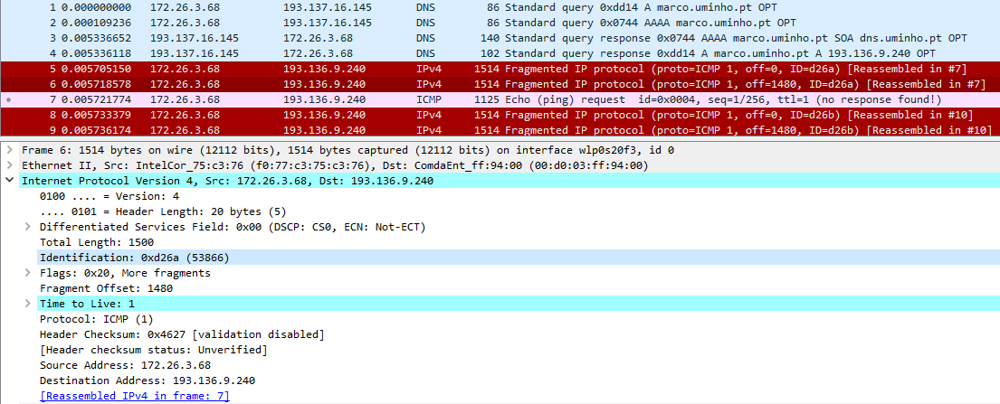 1 0.000000000 172.26.3.68 193.137.16.145 DNS 86 Standard query 0xdd14 A marco.uminho.pt OPT
2 0.000109236 172.26.3.68 193.137.16.145 DNS 86 Standard query 0x0744 AAAA marco.uminho.pt OPT
3 0.005336652 193.137.16.145 172.26.3.68 DNS 140 Standard query response 0x0744 AAAA marco.uminho.pt SOA dns.uminho.pt OPT
4 0.005336118 193.137.16.145 172.26.3.68 DNS 102 Standard query response 0xdd14 A marco.uminho.pt A 193.136.9.240 OPT
5 0.005705150 172.26.3.68 193.136.9.240 IPv4 1514 Fragmented IP protocol (proto=ICMP 1, off=0, ID=d26a) [Reassembled in #7]
6 0.005718578 172.26.3.68 193.136.9.240 IPv4 1514 Fragmented IP protocol (proto=ICMP 1, off=1480, ID=d26a) [Reassembled in #7]
7 0.005721774 172.26.3.68 193.136.9.240 ICMP 1125 Echo (ping) request id=0x0004, seq=1/256, ttl=1 (no response found!)
8 0.005733379 172.26.3.68 193.136.9.240 IPv4 1514 Fragmented IP protocol (proto=ICMP 1, off=0, ID=d26b) [Reassembled in #10]
9 0.005736174 172.26.3.68 193.136.9.240 IPv4 1514 Fragmented IP protocol (proto=ICMP 1, off=1480, ID=d26b) [Reassembled in #10]
Frame 6: 1514 bytes on wire (12112 bits), 1514 bytes captured (12112 bits) on interface wlp0s20f3, id 0
Ethernet II, Src: IntelCor_75:c3:76 (f0:77:c3:75:c3:76), Dst: ComdaEnt_ff:94:00 (00:d0:03:ff:94:00)
Internet Protocol Version 4, Src: 172.26.3.68, Dst: 193.136.9.240
0100 .... = Version: 4
.... 0101 = Header Length: 20 bytes (5)
Differentiated Services Field: 0x00 (DSCP: CS0, ECN: Not-ECT)
Total Length: 1500
Identification: 0xd26a (53866)
Flags: 0x20, More fragments
Fragment Offset: 1480
Time to Live: 1
Protocol: ICMP (1)
Header Checksum: 0x4627 [validation disabled]
[Header checksum status: Unverified]
Source Address: 172.26.3.68
Destination Address: 193.136.9.240
[Reassembled IPv4 in frame: 7]